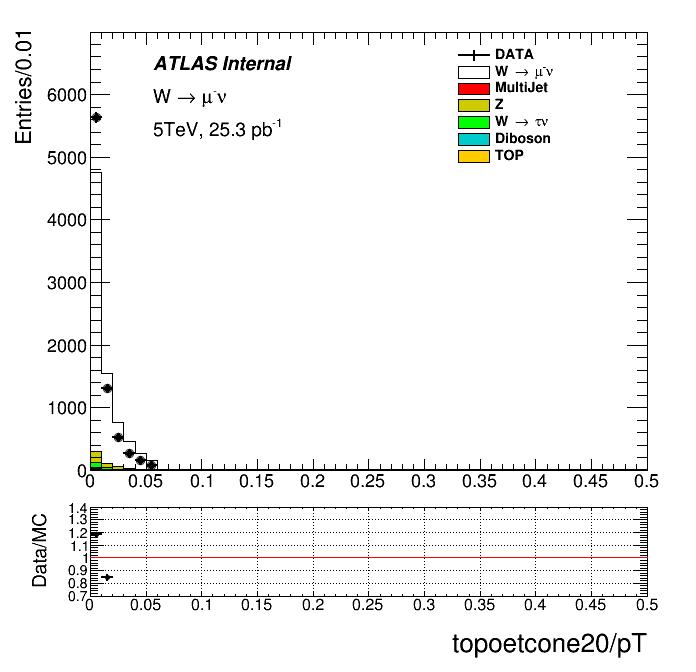 Entries/0.01
ATLAS Internal
W → μ⁻ν
5TeV, 25.3 pb⁻¹
DATA
W → μ⁻ν
MultiJet
Z
W → τν
Diboson
TOP
6000
5000
4000
3000
2000
1000
0
0 0.05 0.1 0.15 0.2 0.25 0.3 0.35 0.4 0.45 0.5
Data/MC
1.4
1.3
1.2
1.1
1
0.9
0.8
0.7
0 0.05 0.1 0.15 0.2 0.25 0.3 0.35 0.4 0.45 0.5
topoetcone20/pT